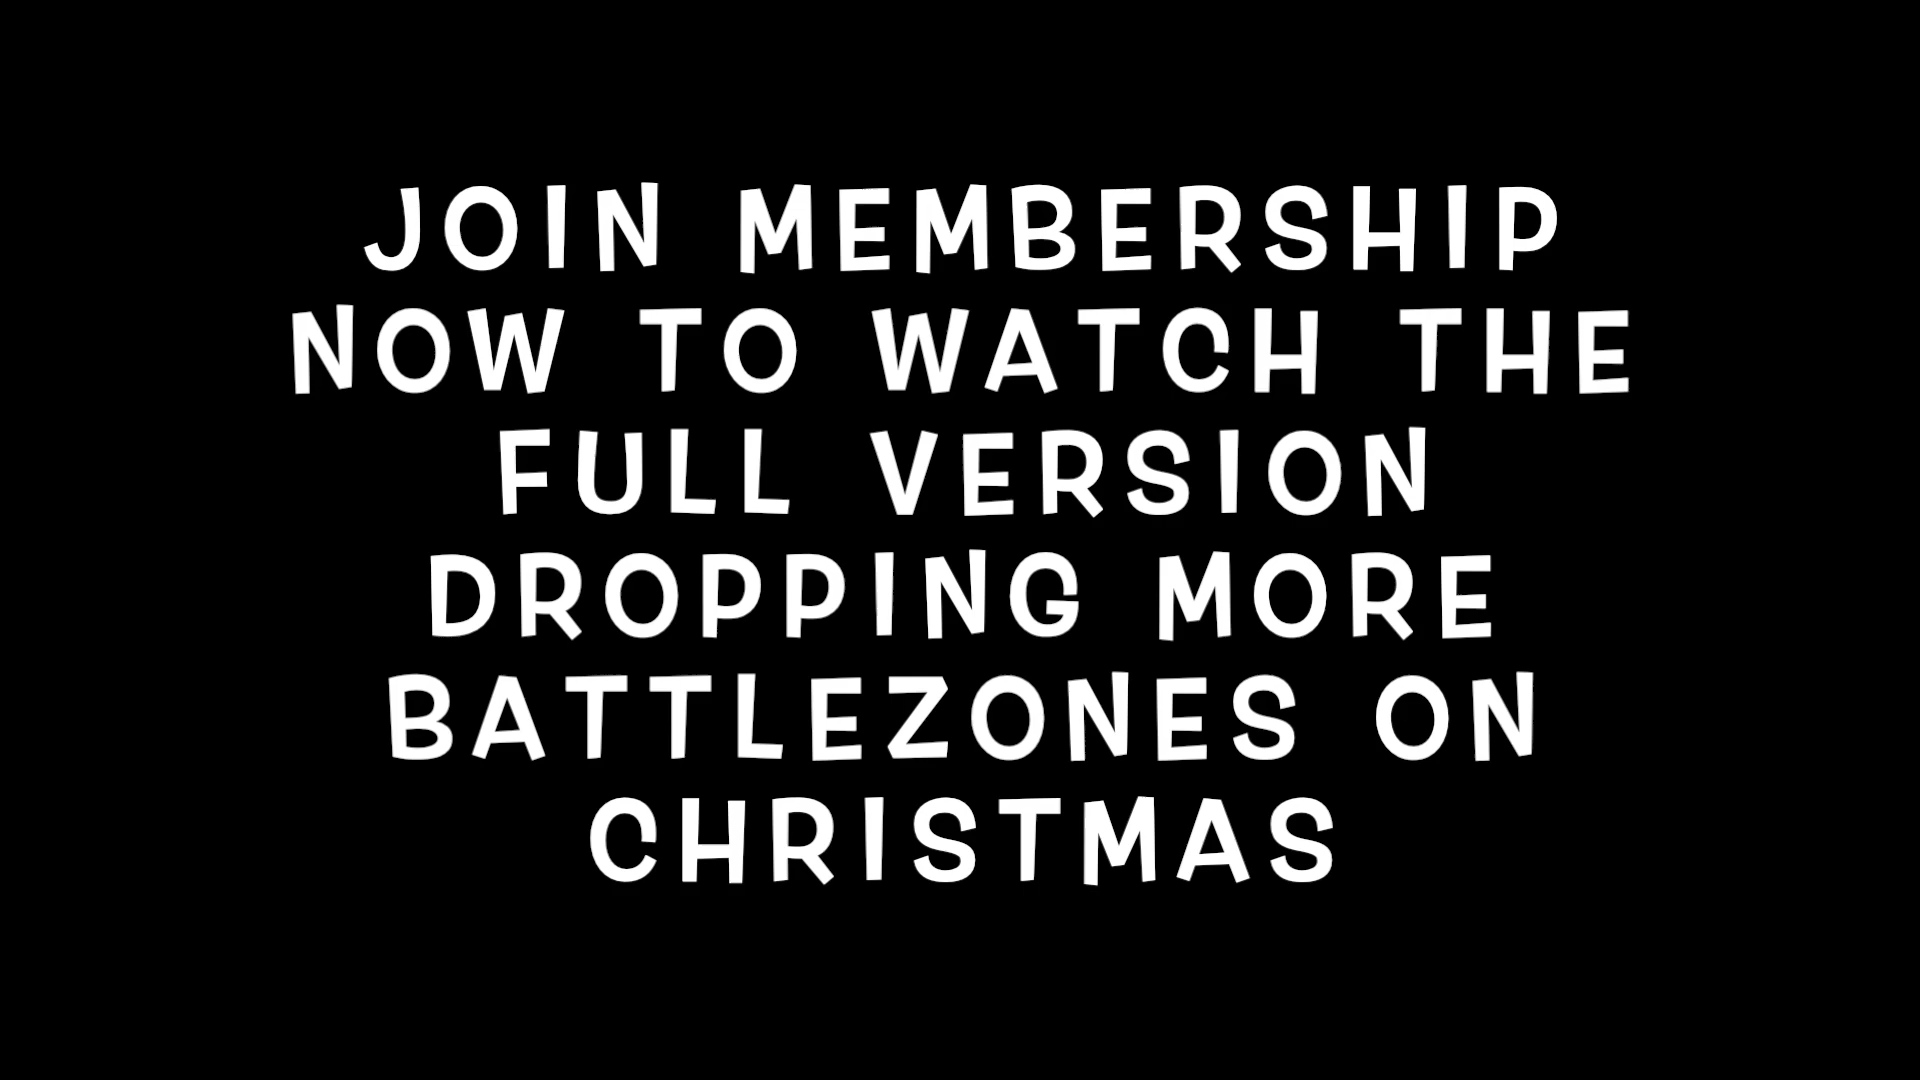 JOIN MEMBERSHIP
NOW TO WATCH THE
FULL VERSION
DROPPING MORE
BATTLEZONES ON
CHRISTMAS